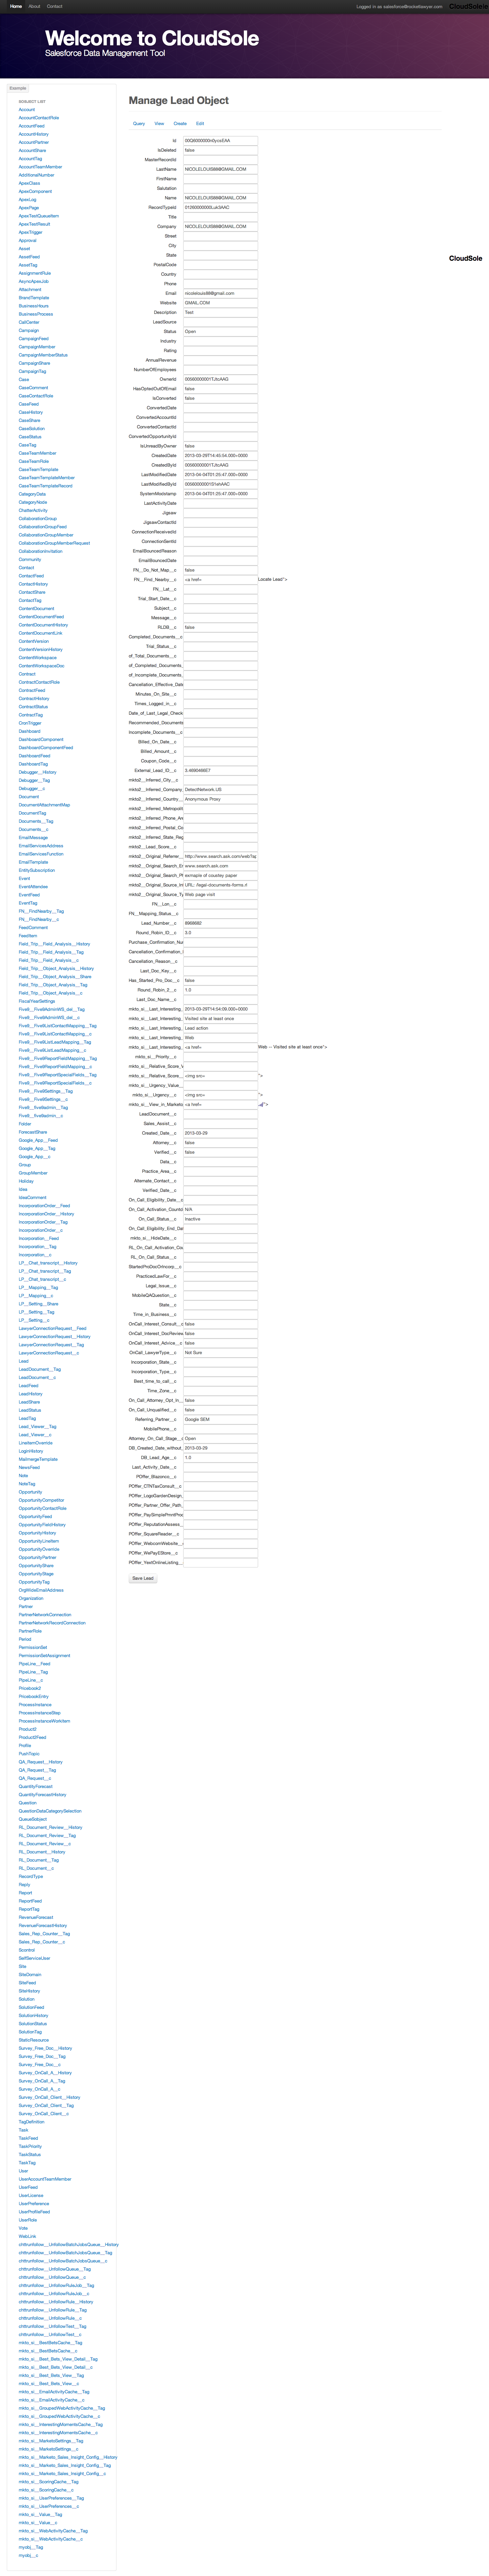 Home About Contact
Logged in as salesforce@rocketlawyer.com
CloudSole
Welcome to CloudSole
Salesforce Data Management Tool
Example
SOBJECT LIST
Account
AccountContactRole
AccountFeed
AccountHistory
AccountPartner
AccountShare
AccountTag
AccountTeamMember
AdditionalNumber
ApexClass
ApexComponent
ApexLog
ApexPage
ApexTestQueueItem
ApexTestResult
ApexTrigger
Approval
Asset
AssetFeed
AssetTag
AssignmentRule
AsyncApexJob
Attachment
BrandTemplate
BusinessHours
BusinessProcess
CallCenter
Campaign
CampaignFeed
CampaignMember
CampaignMemberStatus
CampaignShare
CampaignTag
Case
CaseComment
CaseContactRole
CaseFeed
CaseHistory
CaseShare
CaseSolution
CaseStatus
CaseTag
CaseTeamMember
CaseTeamRole
CaseTeamTemplate
CaseTeamTemplateMember
CaseTeamTemplateRecord
CategoryData
CategoryNode
ChatterActivity
CollaborationGroup
CollaborationGroupFeed
CollaborationGroupMember
CollaborationGroupMemberRequest
CollaborationInvitation
Community
Contact
ContactFeed
ContactHistory
ContactShare
ContactTag
ContentDocument
ContentDocumentFeed
ContentDocumentHistory
ContentDocumentLink
ContentVersion
ContentVersionHistory
ContentWorkspace
ContentWorkspaceDoc
Contract
ContractContactRole
ContractFeed
ContractHistory
ContractStatus
ContractTag
CronTrigger
Dashboard
DashboardComponent
DashboardComponentFeed
DashboardFeed
DashboardTag
Debugger__History
Debugger__Tag
Debugger__c
Document
DocumentAttachmentMap
DocumentTag
Documents__Tag
Documents__c
EmailMessage
EmailServicesAddress
EmailServicesFunction
EmailTemplate
EntitySubscription
Event
EventAttendee
EventFeed
EventTag
FN__FindNearby__Tag
FN__FindNearby__c
FeedComment
FeedItem
Field_Trip__Field_Analysis__History
Field_Trip__Field_Analysis__Tag
Field_Trip__Field_Analysis__c
Field_Trip__Object_Analysis__History
Field_Trip__Object_Analysis__Share
Field_Trip__Object_Analysis__Tag
Field_Trip__Object_Analysis__c
FiscalYearSettings
Five9__Five9AdminWS_del__Tag
Five9__Five9AdminWS_del__c
Five9__Five9ListContactMapping__Tag
Five9__Five9ListContactMapping__c
Five9__Five9ListLeadMapping__Tag
Five9__Five9ListLeadMapping__c
Five9__Five9ReportFieldMapping__Tag
Five9__Five9ReportFieldMapping__c
Five9__Five9ReportSpecialFields__Tag
Five9__Five9ReportSpecialFields__c
Five9__Five9Settings__Tag
Five9__Five9Settings__c
Five9__five9admin__Tag
Five9__five9admin__c
Folder
ForecastShare
Google_App__Feed
Google_App__Tag
Google_App__c
Group
GroupMember
Holiday
Idea
IdeaComment
IncorporationOrder__Feed
IncorporationOrder__History
IncorporationOrder__Tag
IncorporationOrder__c
Incorporation__Feed
Incorporation__Tag
Incorporation__c
LP__Chat_transcript__History
LP__Chat_transcript__Tag
LP__Chat_transcript__c
LP__Mapping__Tag
LP__Mapping__c
LP__Setting__Share
LP__Setting__Tag
LP__Setting__c
LawyerConnectionRequest__Feed
LawyerConnectionRequest__History
LawyerConnectionRequest__Tag
LawyerConnectionRequest__c
Lead
LeadDocument__Tag
LeadDocument__c
LeadFeed
LeadHistory
LeadShare
LeadStatus
LeadTag
Lead_Viewer__Tag
Lead_Viewer__c
LineitemOverride
LoginHistory
MailmergeTemplate
NewsFeed
Note
NoteTag
Opportunity
OpportunityCompetitor
OpportunityContactRole
OpportunityFeed
OpportunityFieldHistory
OpportunityHistory
OpportunityLineItem
OpportunityOverride
OpportunityPartner
OpportunityShare
OpportunityStage
OpportunityTag
OrgWideEmailAddress
Organization
Partner
PartnerNetworkConnection
PartnerNetworkRecordConnection
PartnerRole
Period
PermissionSet
PermissionSetAssignment
PipeLine__Feed
PipeLine__Tag
PipeLine__c
Pricebook2
PricebookEntry
ProcessInstance
ProcessInstanceStep
ProcessInstanceWorkitem
Product2
Product2Feed
Profile
PushTopic
QA_Request__History
QA_Request__Tag
QA_Request__c
QuantityForecast
QuantityForecastHistory
Question
QuestionDataCategorySelection
QueueSobject
RL_Document_Review__History
RL_Document_Review__Tag
RL_Document_Review__c
RL_Document__History
RL_Document__Tag
RL_Document__c
RecordType
Reply
Report
ReportFeed
ReportTag
RevenueForecast
RevenueForecastHistory
Sales_Rep_Counter__Tag
Sales_Rep_Counter__c
Scontrol
SelfServiceUser
Site
SiteDomain
SiteFeed
SiteHistory
Solution
SolutionFeed
SolutionHistory
SolutionStatus
SolutionTag
StaticResource
Survey_Free_Doc__History
Survey_Free_Doc__Tag
Survey_Free_Doc__c
Survey_OnCall_A__History
Survey_OnCall_A__Tag
Survey_OnCall_A__c
Survey_OnCall_Client__History
Survey_OnCall_Client__Tag
Survey_OnCall_Client__c
TagDefinition
Task
TaskFeed
TaskPriority
TaskStatus
TaskTag
User
UserAccountTeamMember
UserFeed
UserLicense
UserPreference
UserProfileFeed
UserRole
Vote
WebLink
chttrunfollow__UnfollowBatchJobsQueue__History
chttrunfollow__UnfollowBatchJobsQueue__Tag
chttrunfollow__UnfollowBatchJobsQueue__c
chttrunfollow__UnfollowQueue__Tag
chttrunfollow__UnfollowQueue__c
chttrunfollow__UnfollowRuleJob__Tag
chttrunfollow__UnfollowRuleJob__c
chttrunfollow__UnfollowRule__History
chttrunfollow__UnfollowRule__Tag
chttrunfollow__UnfollowRule__c
chttrunfollow__UnfollowTest__Tag
chttrunfollow__UnfollowTest__c
mkto_si__BestBetsCache__Tag
mkto_si__BestBetsCache__c
mkto_si__Best_Bets_View_Detail__Tag
mkto_si__Best_Bets_View_Detail__c
mkto_si__Best_Bets_View__Tag
mkto_si__Best_Bets_View__c
mkto_si__EmailActivityCache__Tag
mkto_si__EmailActivityCache__c
mkto_si__GroupedWebActivityCache__Tag
mkto_si__GroupedWebActivityCache__c
mkto_si__InterestingMomentsCache__Tag
mkto_si__InterestingMomentsCache__c
mkto_si__MarketoSettings__Tag
mkto_si__MarketoSettings__c
mkto_si__Marketo_Sales_Insight_Config__History
mkto_si__Marketo_Sales_Insight_Config__Tag
mkto_si__Marketo_Sales_Insight_Config__c
mkto_si__ScoringCache__Tag
mkto_si__ScoringCache__c
mkto_si__UserPreferences__Tag
mkto_si__UserPreferences__c
mkto_si__Value__Tag
mkto_si__Value__c
mkto_si__WebActivityCache__Tag
mkto_si__WebActivityCache__c
myobj__Tag
myobj__c
Manage Lead Object
Query View Create Edit
Id
IsDeleted false
MasterRecordId
LastName NICOLELOUIS88@GMAIL.COM
FirstName
Salutation
Name NICOLELOUIS88@GMAIL.COM
RecordTypeId
Title
Company NICOLELOUIS88@GMAIL.COM
Street
City
State
PostalCode
Country
Phone
Email nicolelouis88@gmail.com
Website GMAIL.COM
Description Test
LeadSource
Status Open
Industry
Rating
AnnualRevenue
NumberOfEmployees
OwnerId
HasOptedOutOfEmail false
IsConverted false
ConvertedDate
ConvertedAccountId
ConvertedContactId
ConvertedOpportunityId
IsUnreadByOwner false
CreatedDate 2013-03-29T14:45:54.000+0000
CreatedById
LastModifiedDate 2013-04-04T01:25:47.000+0000
LastModifiedById
SystemModstamp 2013-04-04T01:25:47.000+0000
LastActivityDate
Jigsaw
JigsawContactId
ConnectionReceivedId
ConnectionSentId
EmailBouncedReason
EmailBouncedDate
FN__Do_Not_Map__c false
FN__Find_Nearby__c <a href= Locate Lead">
FN__Lat__c
Trial_Start_Date__c
Subject__c
Message__c
RLDB__c false
Completed_Documents__c
Trial_Status__c
of_Total_Documents__c
of_Completed_Documents_
of_Incomplete_Documents_
Cancellation_Effective_Date
Minutes_On_Site__c
Times_Logged_in__c
Date_of_Last_Legal_Check
Recommended_Documents
Incomplete_Documents__c
Billed_On_Date__c
Billed_Amount__c
Coupon_Code__c
External_Lead_ID__c 3.469046E7
mkto2__Inferred_City__c
mkto2__Inferred_Company_ DetectNetwork.US
mkto2__Inferred_Country__ Anonymous Proxy
mkto2__Inferred_Metropolit
mkto2__Inferred_Phone_Are
mkto2__Inferred_Postal_Co
mkto2__Inferred_State_Reg
mkto2__Lead_Score__c
mkto2__Original_Referrer__ http://www.search.ask.com/web?q
mkto2__Original_Search_En www.search.ask.com
mkto2__Original_Search_Ph exmaple of cosxtey paper
mkto2__Original_Source_Inf URL: /legal-documents-forms.rl
mkto2__Original_Source_Ty Web page visit
FN__Lon__c
FN__Mapping_Status__c
Lead_Number__c 8968682
Round_Robin_ID__c 3.0
Purchase_Confirmation_Nu
Cancellation_Confirmation_
Cancellation_Reason__c
Last_Doc_Key__c
Has_Started_Pro_Doc__c false
Round_Robin_2__c 1.0
Last_Doc_Name__c
mkto_si__Last_Interesting_ 2013-03-29T14:54:09.000+0000
mkto_si__Last_Interesting_ Visited site at least once
mkto_si__Last_Interesting_ Lead action
mkto_si__Last_Interesting_ Web
mkto_si__Last_Interesting_ <a href= Web -- Visited site at least once">
mkto_si__Priority__c
mkto_si__Relative_Score_V
mkto_si__Relative_Score__ <img src= ">
mkto_si__Urgency_Value__
mkto_si__Urgency__c <img src= ">
mkto_si__View_in_Marketo <a href= ">
LeadDocument__c
Sales_Assist__c
Created_Date__c 2013-03-29
Attorney__c false
Verified__c false
Data__c
Practice_Area__c
Alternate_Contact__c
Verified_Date__c
On_Call_Eligibility_Date__c
On_Call_Activation_Countd N/A
On_Call_Status__c Inactive
On_Call_Eligibility_End_Dat
mkto_si__HideDate__c
RL_On_Call_Activation_Cou
RL_On_Call_Status__c
StartedProDocOrIncorp__c
PracticedLawFor__c
Legal_Issue__c
MobileQAQuestion__c
State__c
Time_in_Business__c
OnCall_Interest_Consult__c false
OnCall_Interest_DocReview false
OnCall_Interest_Advice__c false
OnCall_LawyerType__c Not Sure
Incorporation_State__c
Incorporation_Type__c
Best_time_to_call__c
Time_Zone__c
On_Call_Attorney_Opt_In__ false
On_Call_Unqualified__c false
Referring_Partner__c Google SEM
MobilePhone__c
Attorney_On_Call_Stage__c Open
DB_Created_Date_without_ 2013-03-29
DB_Lead_Age__c 1.0
Last_Activity_Date__c
POffer_Bizelonoo__c
POffer_CTNTaxConsult__c
POffer_LogoGardenDesign_
POffer_Partner_Offer_Path_
POffer_PaySimplePrmtProc
POffer_ReputationAssess__
POffer_SquareReader__c
POffer_WebcomWebsite__c
POffer_WePayEStore__c
POffer_YextOnlineListing__
Save Lead
CloudSole